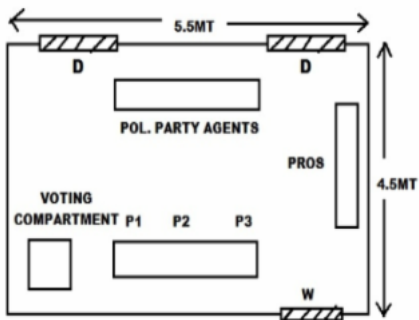 5.5MT
D
D
POL. PARTY AGENTS
PROS
4.5MT
VOTING
COMPARTMENT
P1
P2
P3
W